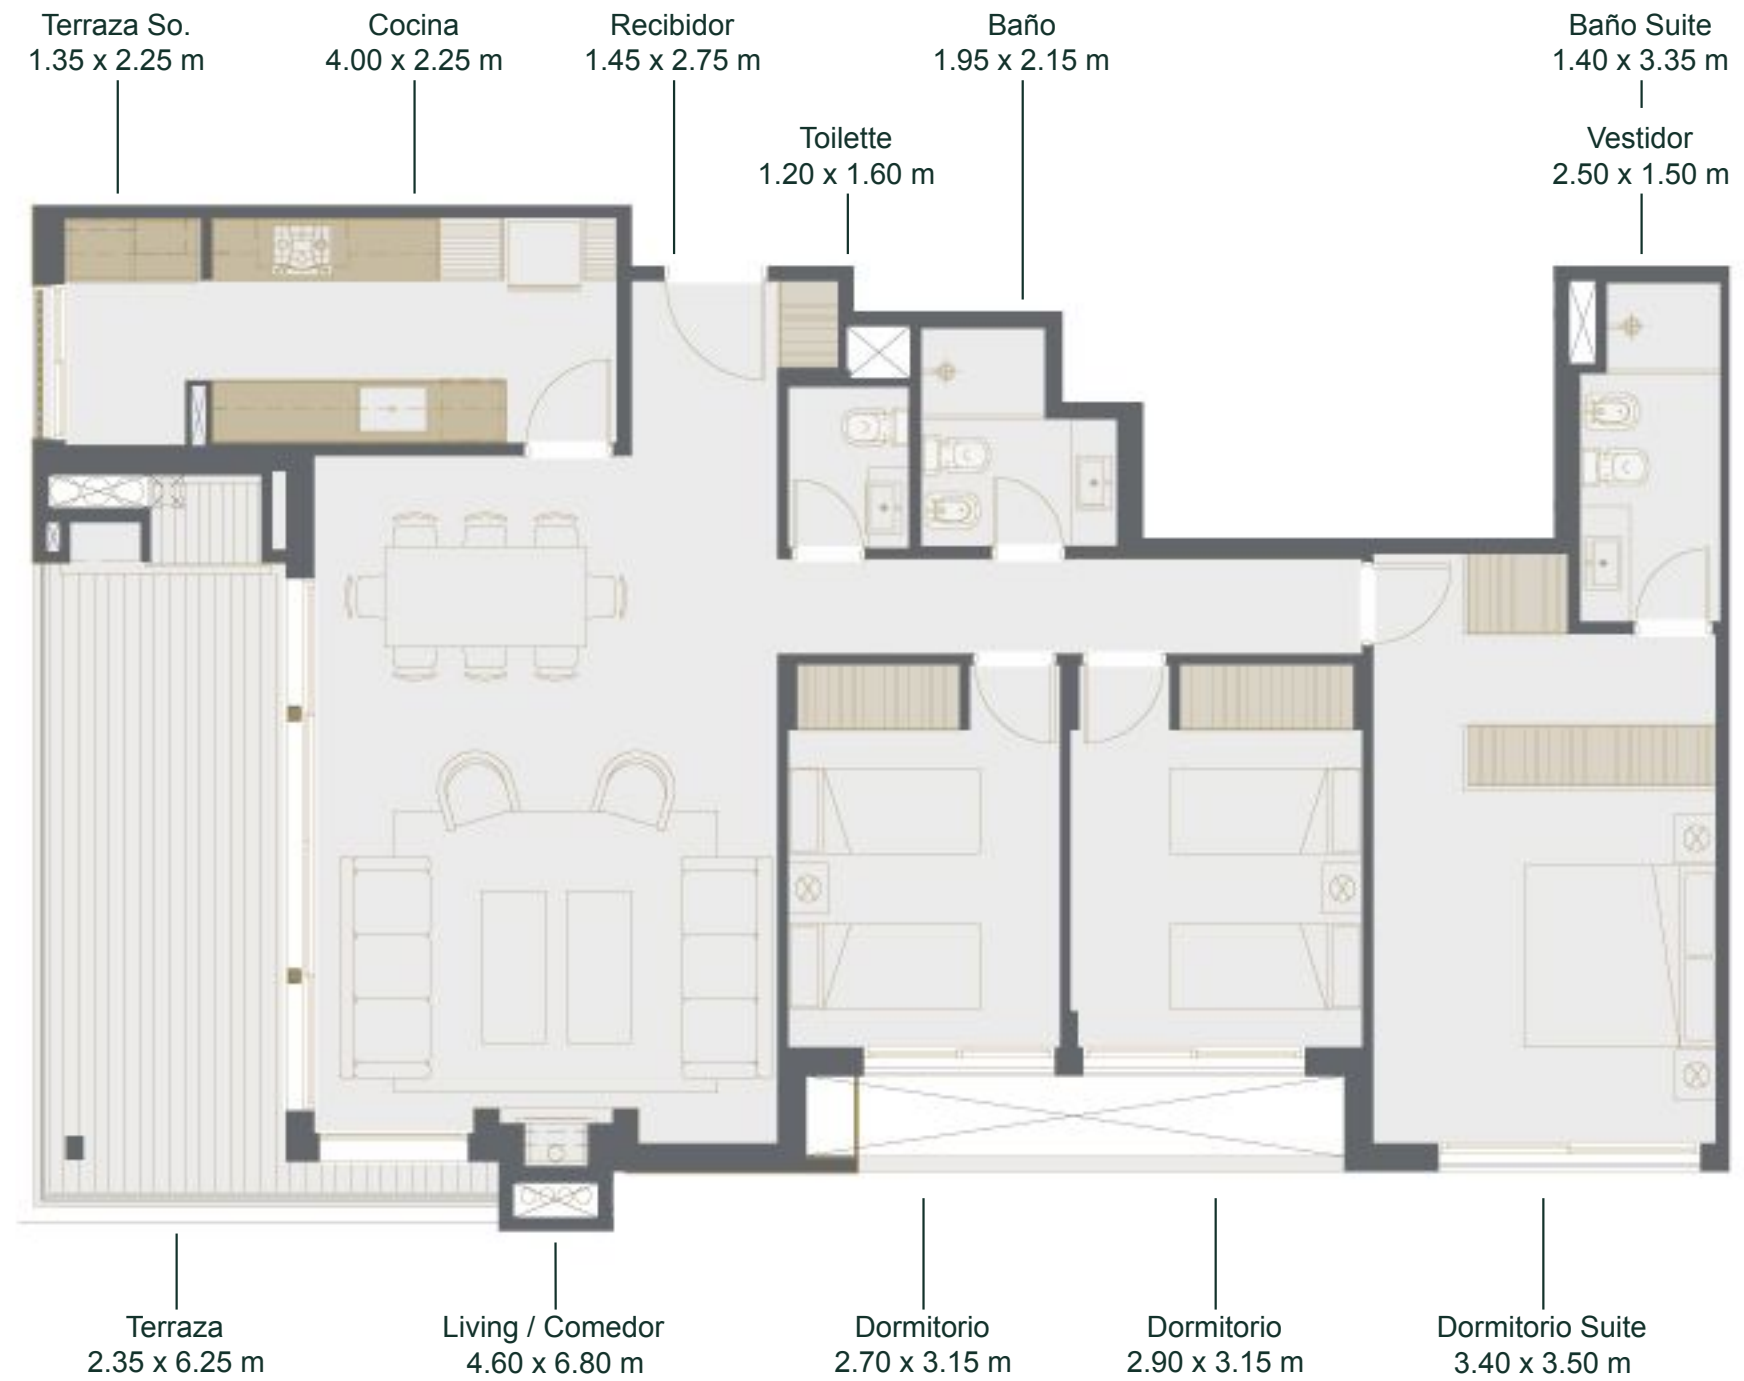 Terraza So.
1.35 x 2.25 m
Cocina
4.00 x 2.25 m
Recibidor
1.45 x 2.75 m
Baño
1.95 x 2.15 m
Baño Suite
1.40 x 3.35 m
Toilette
1.20 x 1.60 m
Vestidor
2.50 x 1.50 m
Terraza
2.35 x 6.25 m
Living / Comedor
4.60 x 6.80 m
Dormitorio
2.70 x 3.15 m
Dormitorio
2.90 x 3.15 m
Dormitorio Suite
3.40 x 3.50 m